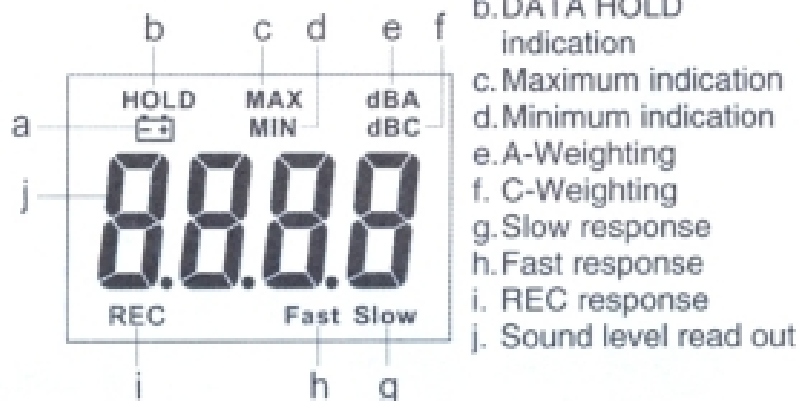 b c d e f
HOLD MAX dBA
a MIN dBC
j 8.8.8.8
REC Fast Slow
i h g
b. DATA HOLD
indication
c. Maximum indication
d. Minimum indication
e. A-Weighting
f. C-Weighting
g. Slow response
h. Fast response
i. REC response
j. Sound level read out